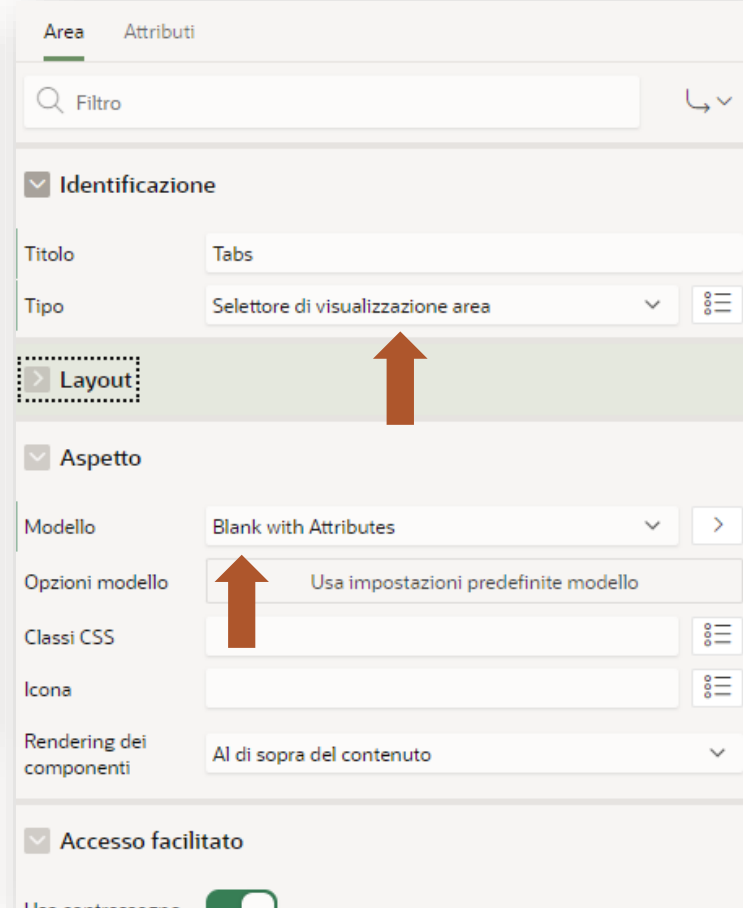 Area Attributi
Filtro
Identificazione
Titolo Tabs
Tipo Selettore di visualizzazione area
Layout
Aspetto
Modello Blank with Attributes
Opzioni modello Usa impostazioni predefinite modello
Classi CSS
Icona
Rendering dei
componenti Al di sopra del contenuto
Accesso facilitato